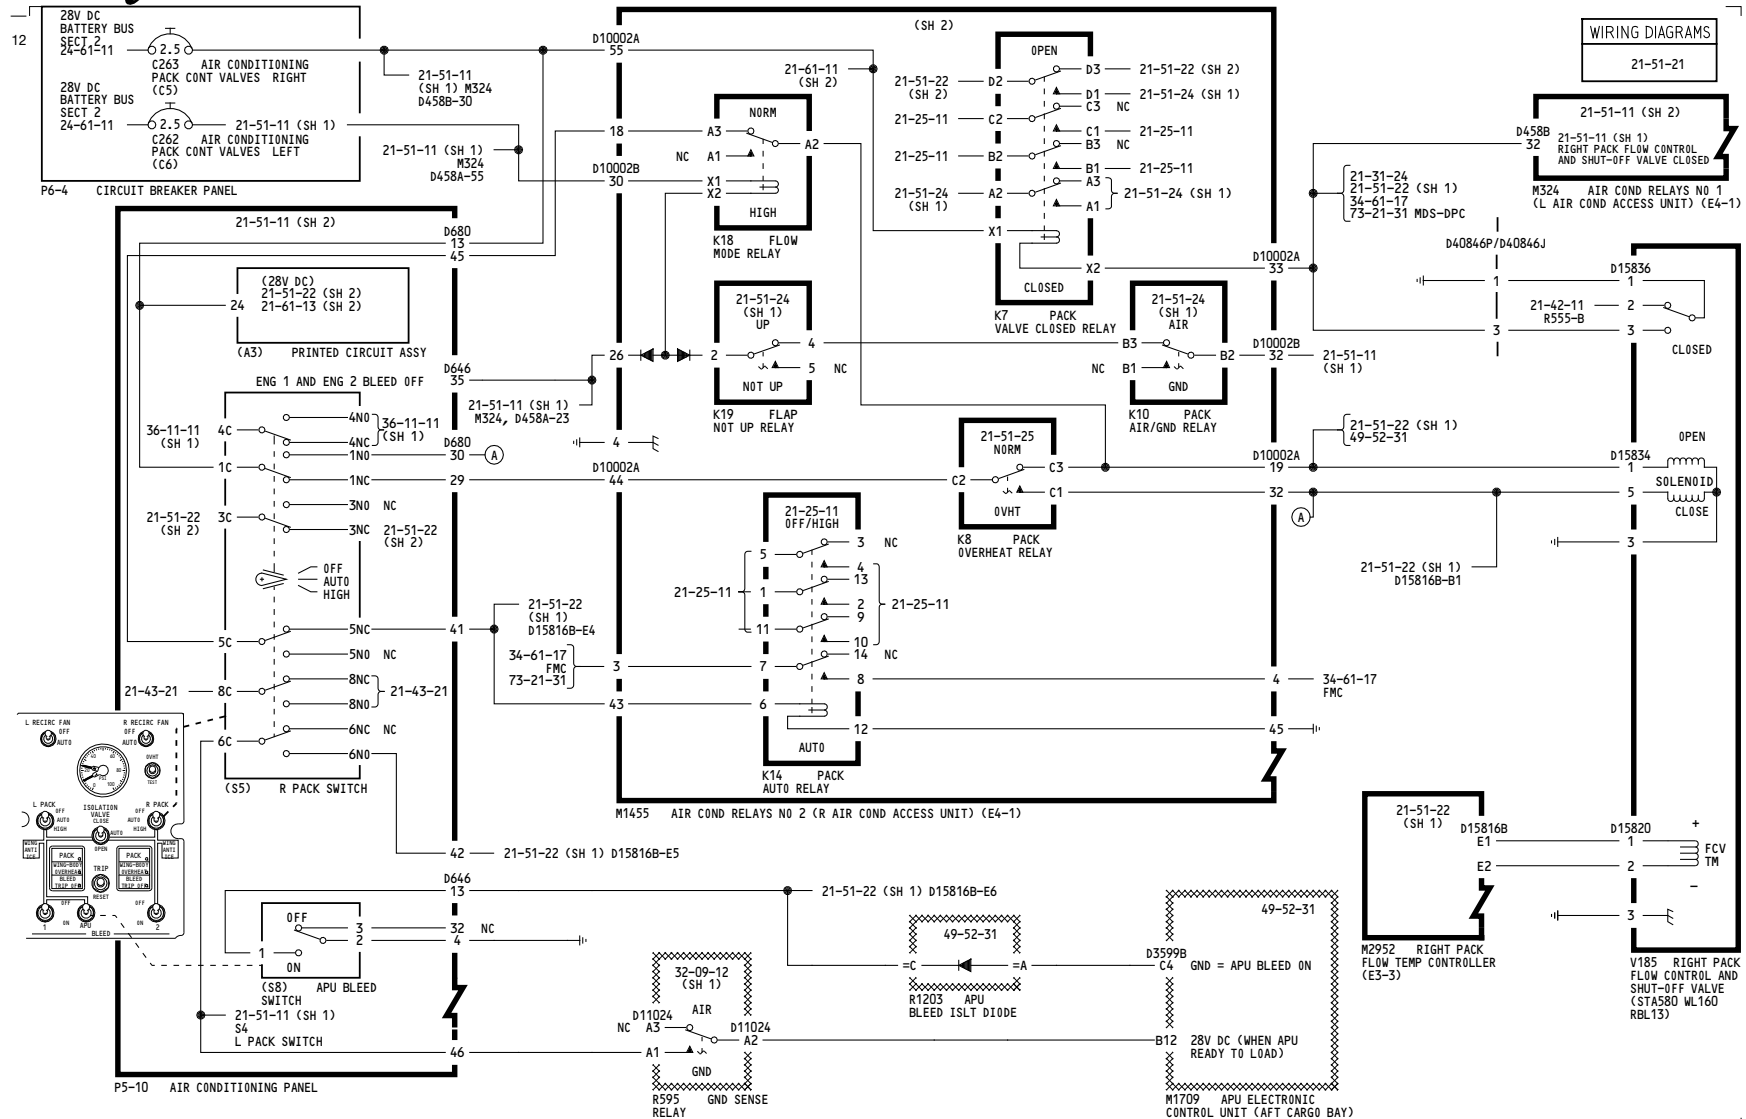 12
28V DC
BATTERY BUS
SECT 2
24-61-11
2.5
C263 AIR CONDITIONING
PACK CONT VALVES RIGHT
(C5)
28V DC
BATTERY BUS
SECT 2
24-61-11
2.5
21-51-11 (SH 1)
C262 AIR CONDITIONING
PACK CONT VALVES LEFT
(C6)
P6-4 CIRCUIT BREAKER PANEL
21-51-11
(SH 1) M324
D458B-30
21-51-11 (SH 1)
M324
D458A-55
(SH 2)
D10002A
55
18
D10002B
30
21-61-11
(SH 2)
NORM
A3
A2
NC A1
X1
X2
HIGH
K18 FLOW
MODE RELAY
OPEN
21-51-22
(SH 2)
D2
D3
21-51-22 (SH 2)
D1
21-51-24 (SH 1)
C3 NC
21-25-11
C2
C1
21-25-11
B3 NC
21-25-11
B2
B1
21-25-11
A3
21-51-24
(SH 1)
A2
21-51-24 (SH 1)
A1
X1
X2
CLOSED
K7 PACK
VALVE CLOSED RELAY
D10002A
33
WIRING DIAGRAMS
21-51-21
21-51-11 (SH 2)
D458B
32
21-51-11 (SH 1)
RIGHT PACK FLOW CONTROL
AND SHUT-OFF VALVE CLOSED
M324 AIR COND RELAYS NO 1
(L AIR COND ACCESS UNIT) (E4-1)
21-31-24
21-51-22 (SH 1)
34-61-17
73-21-31 MDS-DPC
D40846P/D40846J
1
3
D15836
1
21-42-11
R555-B
2
3
CLOSED
21-51-11 (SH 2)
D680
13
45
(28V DC)
21-51-22 (SH 2)
21-61-13 (SH 2)
24
(A3) PRINTED CIRCUIT ASSY
D646
35
ENG 1 AND ENG 2 BLEED OFF
21-51-11 (SH 1)
M324, D458A-23
26
21-51-24
(SH 1)
UP
2
4
5 NC
NOT UP
K19 FLAP
NOT UP RELAY
21-51-24
(SH 1)
AIR
B3
B2
NC B1
GND
K10 PACK
AIR/GND RELAY
D10002B
32
21-51-11
(SH 1)
4
36-11-11
(SH 1)
4C
4NO
4NC
36-11-11
(SH 1)
1NO
D680
30
A
1C
1NC
29
D10002A
44
3NO NC
21-51-22
(SH 2)
3C
3NC
21-51-22
(SH 2)
OFF
AUTO
HIGH
21-51-25
NORM
C2
C3
C1
OVHT
K8 PACK
OVERHEAT RELAY
D10002A
19
32
A
21-51-22 (SH 1)
49-52-31
OPEN
D15834
1
SOLENOID
5
CLOSE
3
21-51-22 (SH 1)
D15816B-B1
21-25-11
OFF/HIGH
5
3 NC
4
13
21-25-11
1
2
21-25-11
9
11
10
14 NC
7
8
6
12
AUTO
K14 PACK
AUTO RELAY
5C
5NC
41
21-51-22
(SH 1)
D15816B-E4
5NO NC
34-61-17
FMC
73-21-31
3
43
4
34-61-17
FMC
45
21-43-21
8C
8NC
8NO
21-43-21
6NC NC
6C
6NO
(S5) R PACK SWITCH
M1455 AIR COND RELAYS NO 2 (R AIR COND ACCESS UNIT) (E4-1)
L RECIRC FAN
OFF
AUTO
R RECIRC FAN
OFF
AUTO
OVHT
TEST
PSI
0
20
40
60
80
100
L PACK
OFF
AUTO
HIGH
ISOLATION
VALVE
CLOSE
AUTO
OPEN
R PACK
OFF
AUTO
HIGH
WING
ANTI
ICE
WING
ANTI
ICE
PACK
WING-BODY
OVERHEAT
BLEED
TRIP OFF
PACK
WING-BODY
OVERHEAT
BLEED
TRIP OFF
TRIP
RESET
OFF
ON
OFF
ON
1
APU
2
BLEED
42
21-51-22 (SH 1) D15816B-E5
D646
13
21-51-22 (SH 1) D15816B-E6
OFF
3
2
1
ON
(S8) APU BLEED
SWITCH
32 NC
4
21-51-11 (SH 1)
S4
L PACK SWITCH
46
P5-10 AIR CONDITIONING PANEL
32-09-12
(SH 1)
AIR
D11024
NC A3
D11024
A2
A1
GND
R595 GND SENSE
RELAY
49-52-31
=C
=A
R1203 APU
BLEED ISLT DIODE
49-52-31
D3599B
C4
GND = APU BLEED ON
B12
28V DC (WHEN APU
READY TO LOAD)
M1709 APU ELECTRONIC
CONTROL UNIT (AFT CARGO BAY)
21-51-22
(SH 1)
D15816B
E1
E2
M2952 RIGHT PACK
FLOW TEMP CONTROLLER
(E3-3)
D15820
1
+
FCV
TM
2
−
3
V185 RIGHT PACK
FLOW CONTROL AND
SHUT-OFF VALVE
(STA580 WL160
RBL13)